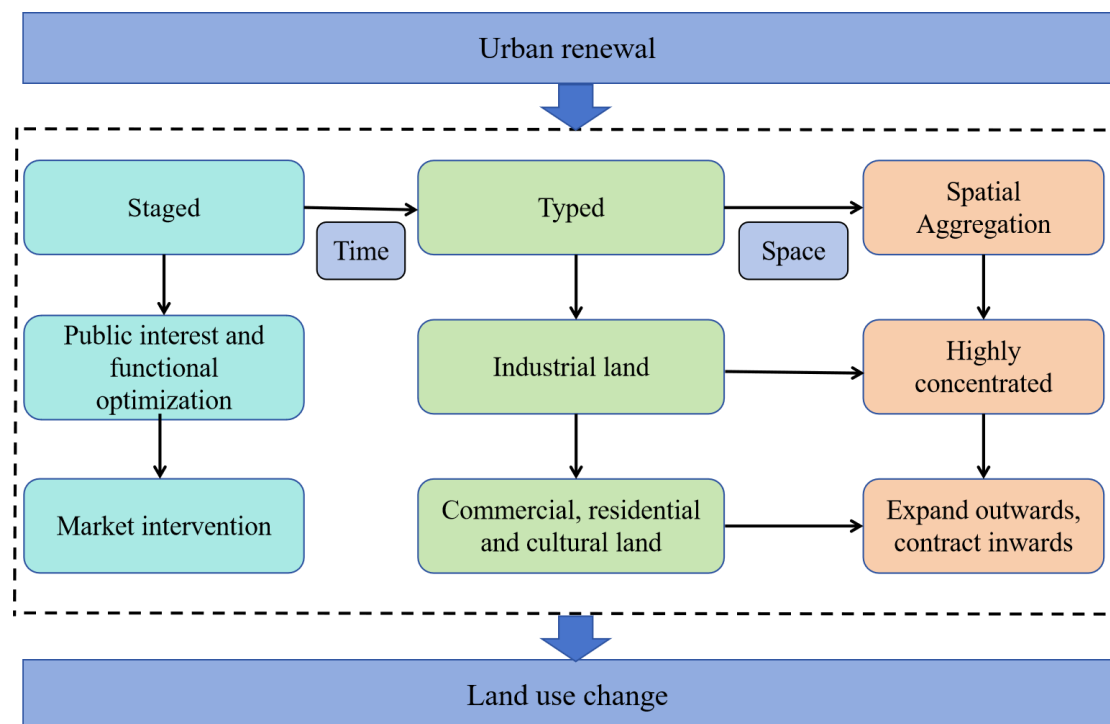 Urban renewal
Staged
Time
Typed
Space
Spatial
Aggregation
Public interest and
functional
optimization
Industrial land
Highly
concentrated
Market intervention
Commercial, residential
and cultural land
Expand outwards,
contract inwards
Land use change